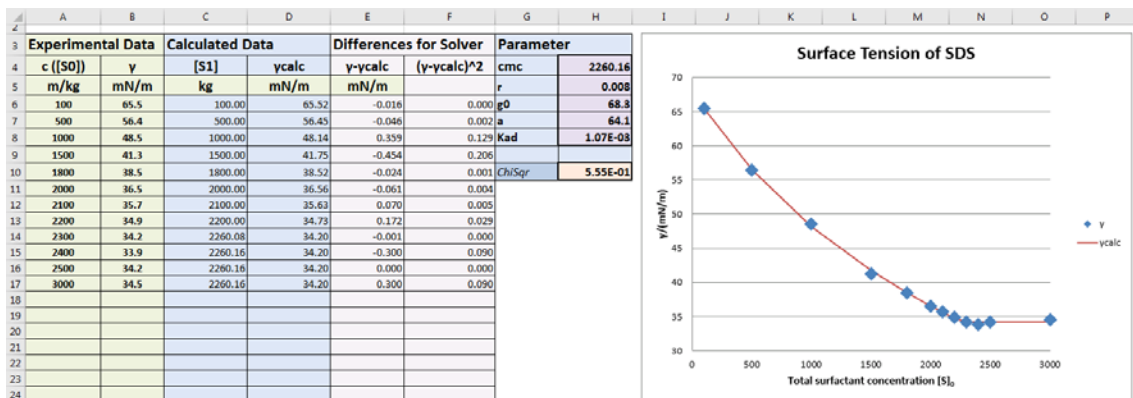 A B C D E F G H I J K L M N O P
2
3 Experimental Data Calculated Data Differences for Solver Parameter
4 c ([S0]) y [S1] ycalc y-ycalc (y-ycalc)^2 cmc 2260.16
5 m/kg mN/m kg mN/m mN/m r 0.008
6 100 65.5 100.00 65.52 -0.016 0.000 g0 68.3
7 500 56.4 500.00 56.45 -0.046 0.002 a 64.1
8 1000 48.5 1000.00 48.14 0.359 0.129 Kad 1.07E-03
9 1500 41.3 1500.00 41.75 -0.454 0.206
10 1800 38.5 1800.00 38.52 -0.024 0.001 ChiSqr 5.55E-01
11 2000 36.5 2000.00 36.56 -0.061 0.004
12 2100 35.7 2100.00 35.63 0.070 0.005
13 2200 34.9 2200.00 34.73 0.172 0.029
14 2300 34.2 2260.08 34.20 -0.001 0.000
15 2400 33.9 2260.16 34.20 -0.300 0.090
16 2500 34.2 2260.16 34.20 0.000 0.000
17 3000 34.5 2260.16 34.20 0.300 0.090
18
19
20
21
22
23
24
Surface Tension of SDS
70
65
60
55
50
45
40
35
30
y/(mN/m)
0 500 1000 1500 2000 2500 3000
Total surfactant concentration [S]0
y
ycalc